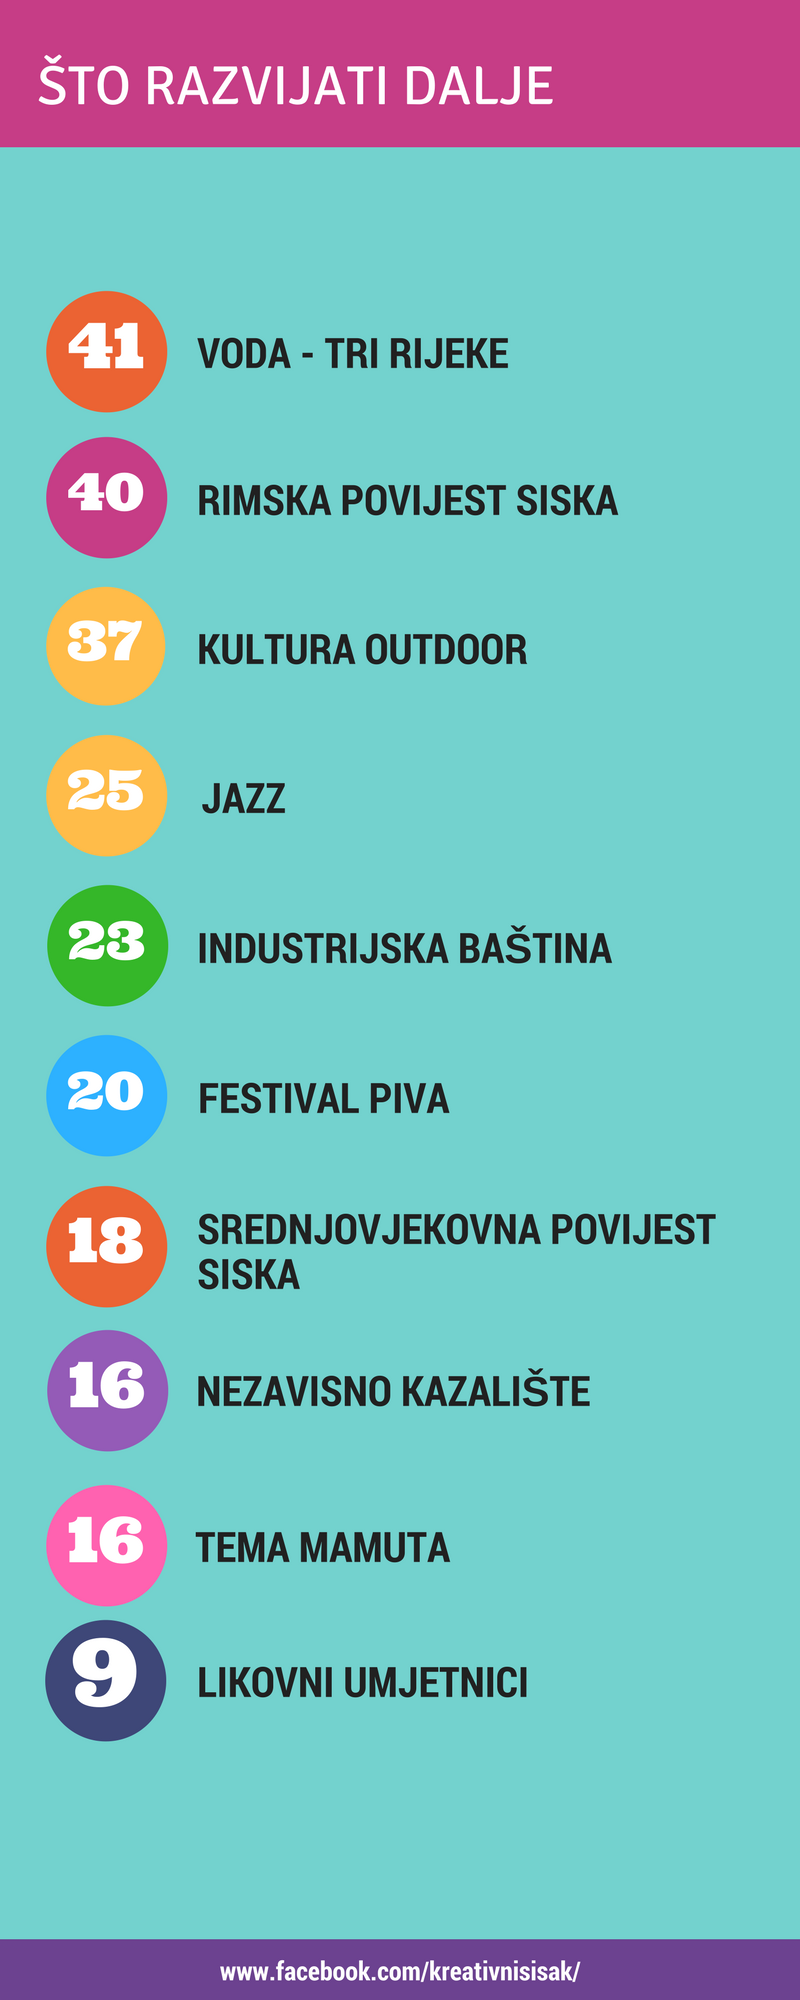 ŠTO RAZVIJATI DALJE
41 VODA - TRI RIJEKE
40 RIMSKA POVIJEST SISKA
37 KULTURA OUTDOOR
25 JAZZ
23 INDUSTRIJSKA BAŠTINA
20 FESTIVAL PIVA
18 SREDNJOVJEKOVNA POVIJEST
SISKA
16 NEZAVISNO KAZALIŠTE
16 TEMA MAMUTA
9 LIKOVNI UMJETNICI
www.facebook.com/kreativnisisak/